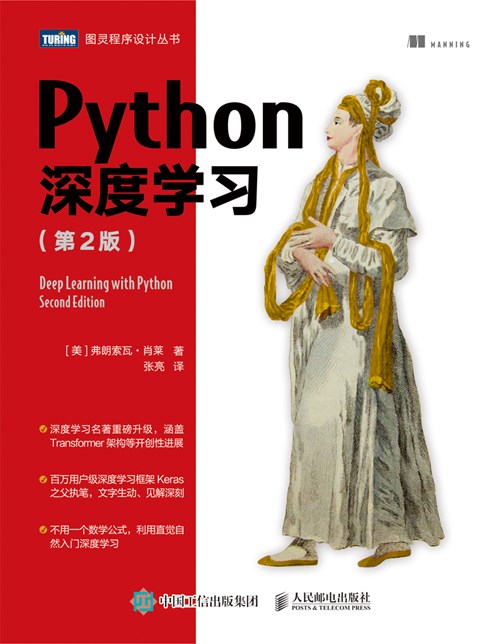 TURING 图灵程序设计丛书
MANNING
Python
深度学习
（第2版）
Deep Learning with Python
Second Edition
［美］弗朗索瓦·肖莱 著
张亮 译
深度学习名著重磅升级，涵盖
Transformer 架构等开创性进展
百万用户级深度学习框架 Keras
之父执笔，文字生动、见解深刻
不用一个数学公式，利用直觉自
然入门深度学习
中国工信出版集团
人民邮电出版社
POSTS & TELECOM PRESS